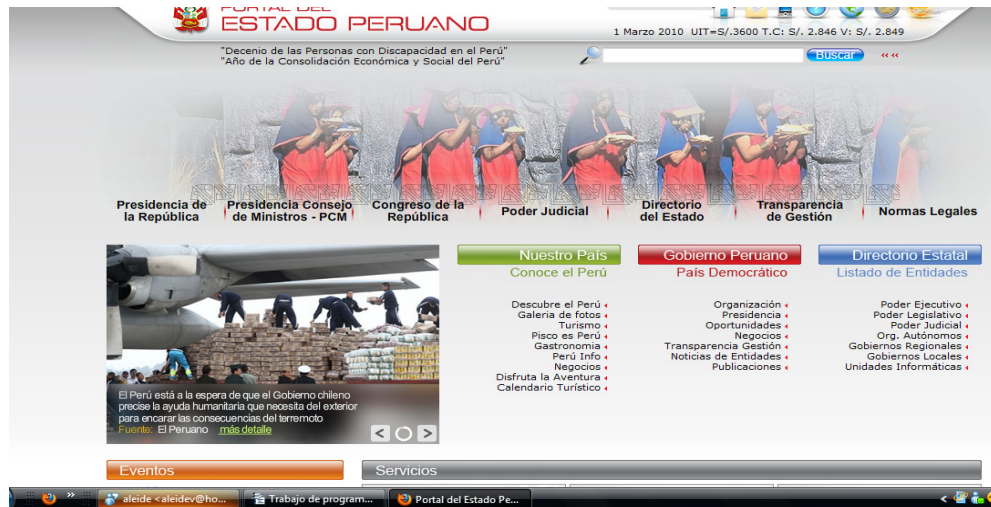 PORTAL DEL
ESTADO PERUANO
1 Marzo 2010 UIT=S/.3600 T.C: S/. 2.846 V: S/. 2.849
"Decenio de las Personas con Discapacidad en el Perú"
"Año de la Consolidación Económica y Social del Perú"
Buscar
Presidencia de
la República
Presidencia Consejo
de Ministros - PCM
Congreso de la
República
Poder Judicial
Directorio
del Estado
Transparencia
de Gestión
Normas Legales
El Perú está a la espera de que el Gobierno chileno
precise la ayuda humanitaria que necesita del exterior
para encarar las consecuencias del terremoto
Fuente: El Peruano más detalle
Nuestro País
Conoce el Perú
Descubre el Perú
Galeria de fotos
Turismo
Pisco es Perú
Gastronomia
Perú Info
Negocios
Disfruta la Aventura
Calendario Turístico
Gobierno Peruano
País Democrático
Organización
Presidencia
Oportunidades
Negocios
Transparencia Gestión
Noticias de Entidades
Publicaciones
Directorio Estatal
Listado de Entidades
Poder Ejecutivo
Poder Legislativo
Poder Judicial
Org. Autónomos
Gobiernos Regionales
Gobiernos Locales
Unidades Informáticas
Eventos
Servicios
aleide <aleidev@ho...
Trabajo de program...
Portal del Estado Pe...